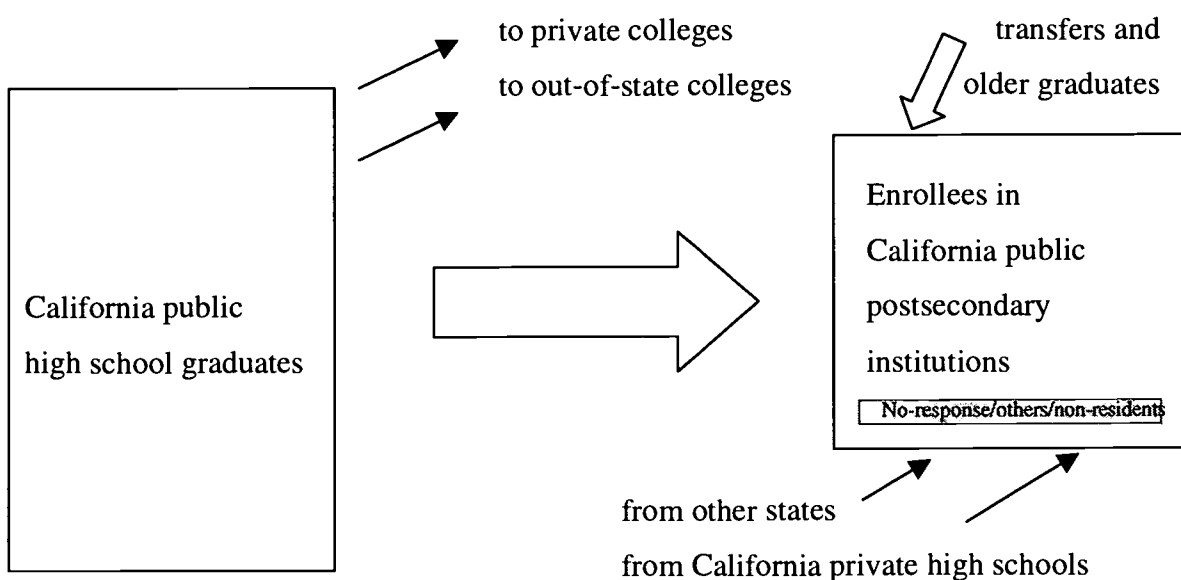 to private colleges
to out-of-state colleges
transfers and
older graduates
California public
high school graduates
Enrollees in
California public
postsecondary
institutions
No-response/others/non-residents
from other states
from California private high schools